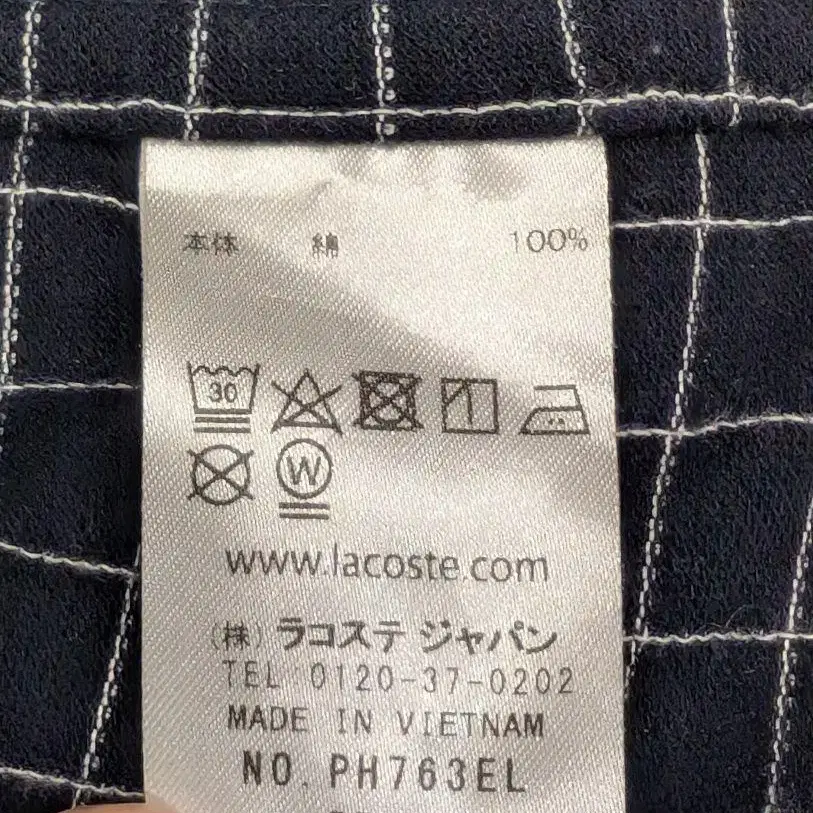 本体 綿 100%
30
W
www.lacoste.com
(株) ラコステ ジャパン
TEL 0120-37-0202
MADE IN VIETNAM
NO. PH763EL